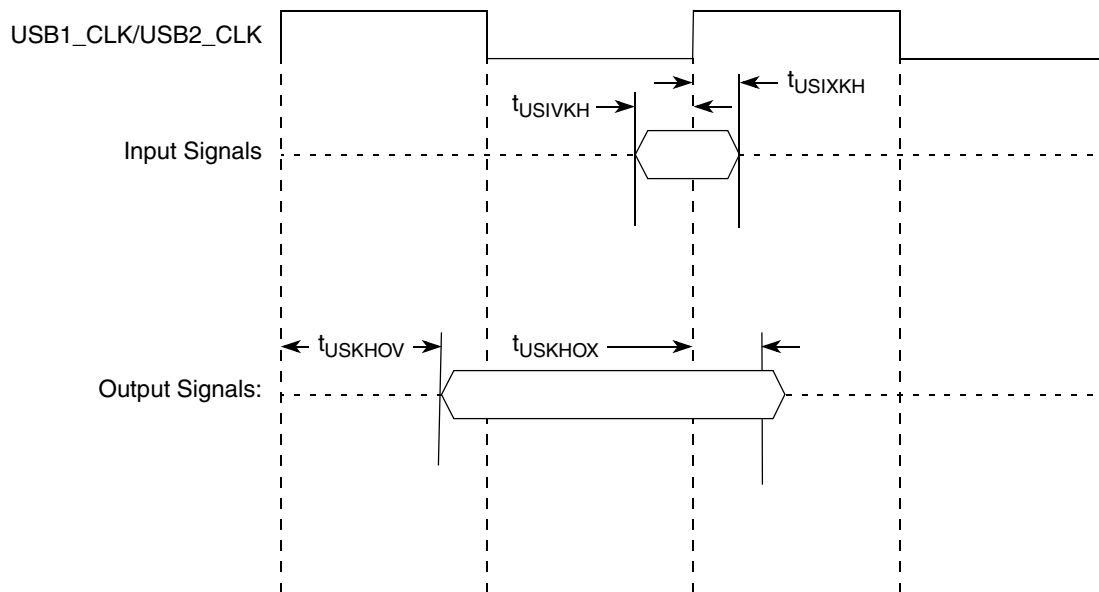 USB1_CLK/USB2_CLK
tUSIXKH
tUSIVKH
Input Signals
tUSKHOV
tUSKHOX
Output Signals: